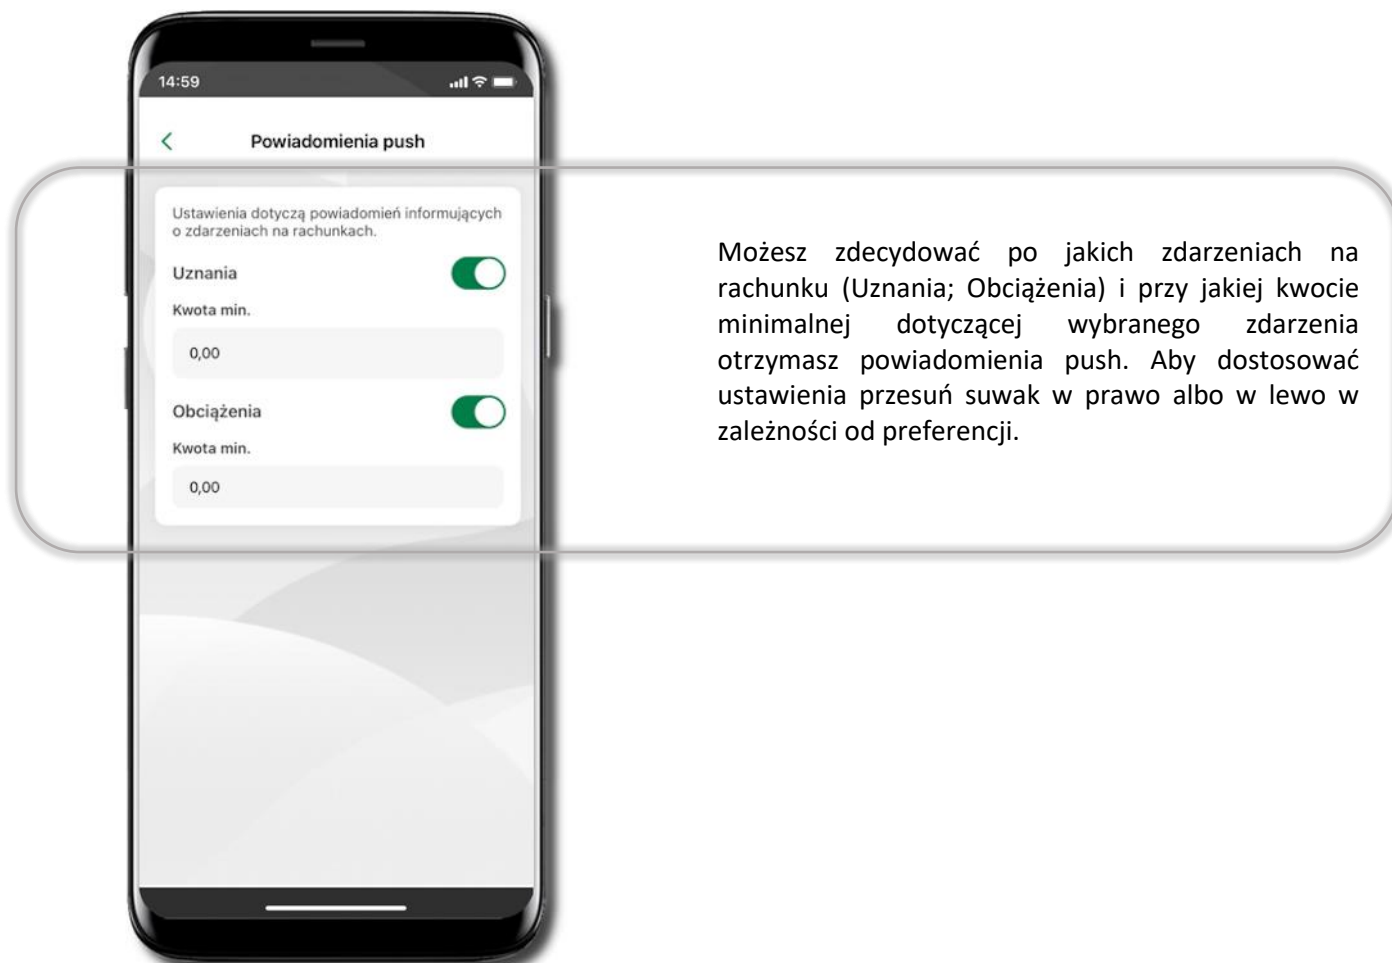 14:59
Powiadomienia push
Ustawienia dotyczą powiadomień informujących
o zdarzeniach na rachunkach.
Uznania
Kwota min.
0,00
Obciążenia
Kwota min.
0,00
Możesz zdecydować po jakich zdarzeniach na
rachunku (Uznania; Obciążenia) i przy jakiej kwocie
minimalnej dotyczącej wybranego zdarzenia
otrzymasz powiadomienia push. Aby dostosować
ustawienia przesuń suwak w prawo albo w lewo w
zależności od preferencji.